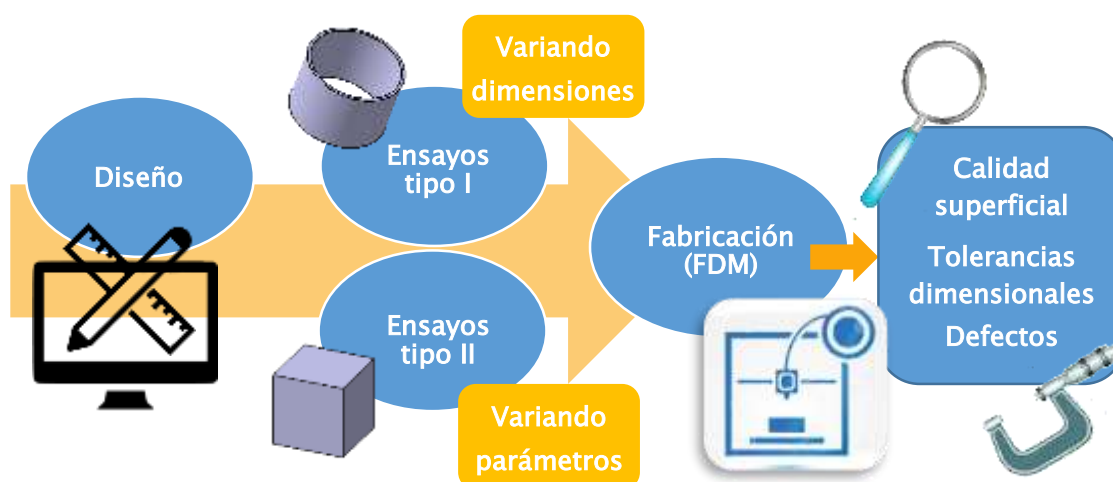 Variando
dimensiones
Diseño
Ensayos
tipo I
Ensayos
tipo II
Variando
parámetros
Fabricación
(FDM)
Calidad
superficial
Tolerancias
dimensionales
Defectos